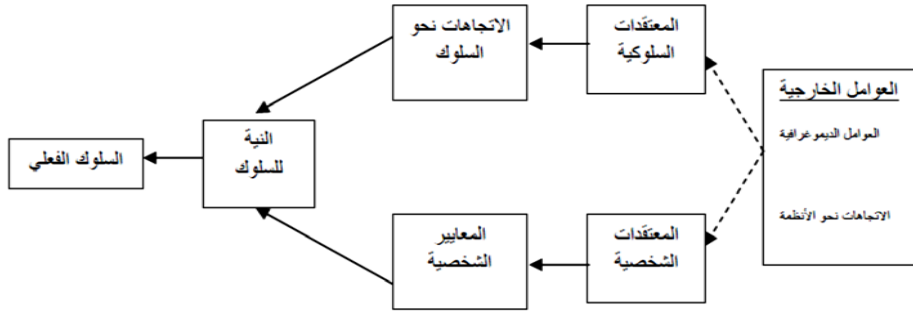 العوامل الخارجية
العوامل الديموغرافية
الاتجاهات نحو الأنظمة
المعتقدات
السلوكية
الاتجاهات نحو
السلوك
المعتقدات
الشخصية
المعايير
الشخصية
النية
للسلوك
السلوك الفعلي